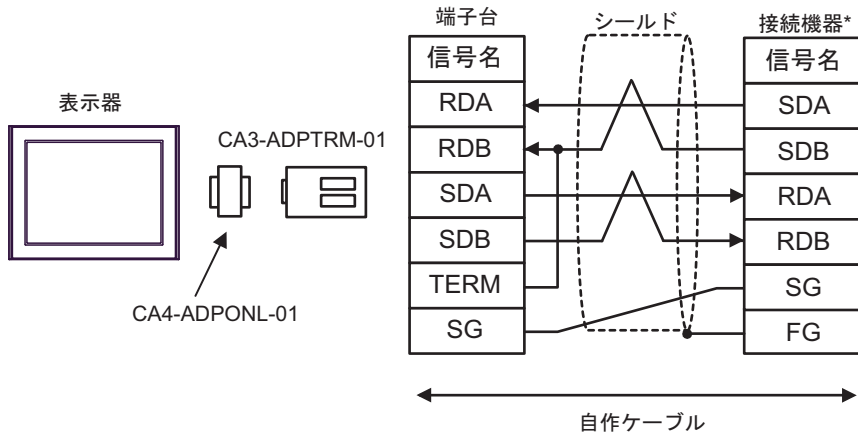 表示器
CA3-ADPTRM-01
CA4-ADPONL-01
端子台
信号名
RDA
RDB
SDA
SDB
TERM
SG
シールド
接続機器*
信号名
SDA
SDB
RDA
RDB
SG
FG
自作ケーブル